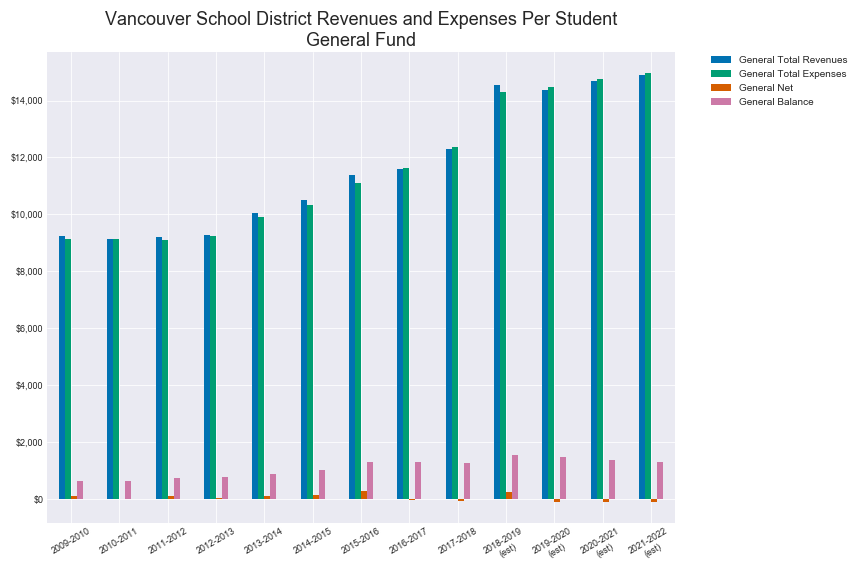 Vancouver School District Revenues and Expenses Per Student
General Fund
General Total Revenues
General Total Expenses
General Net
General Balance
$14,000
$12,000
$10,000
$8,000
$6,000
$4,000
$2,000
$0
2009-2010
2010-2011
2011-2012
2012-2013
2013-2014
2014-2015
2015-2016
2016-2017
2017-2018
2018-2019
(est)
2019-2020
(est)
2020-2021
(est)
2021-2022
(est)